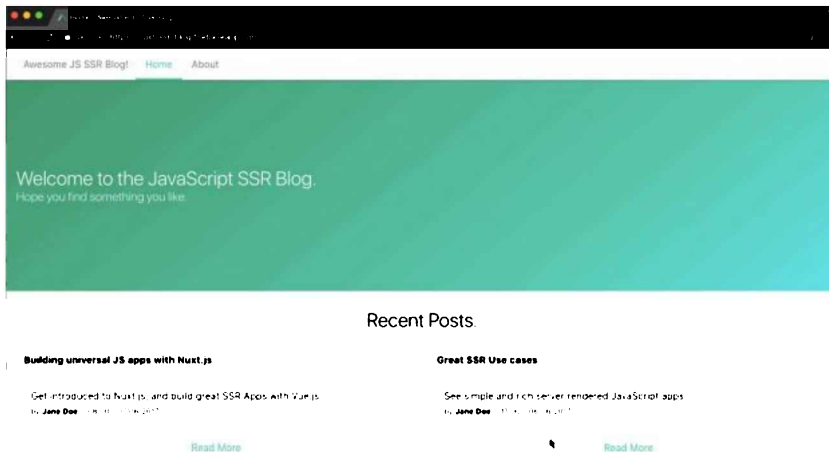 Awesome JS SSR Blog! Home About
Welcome to the JavaScript SSR Blog.
Hope you find something you like.
Recent Posts.
Building universal JS apps with Nuxt.js
Great SSR Use cases
Get introduced to Nuxt.js, and build great SSR Apps with Vue.js
See simple and rich server rendered JavaScript apps
by Jane Doe
by Jane Doe
Read More
Read More